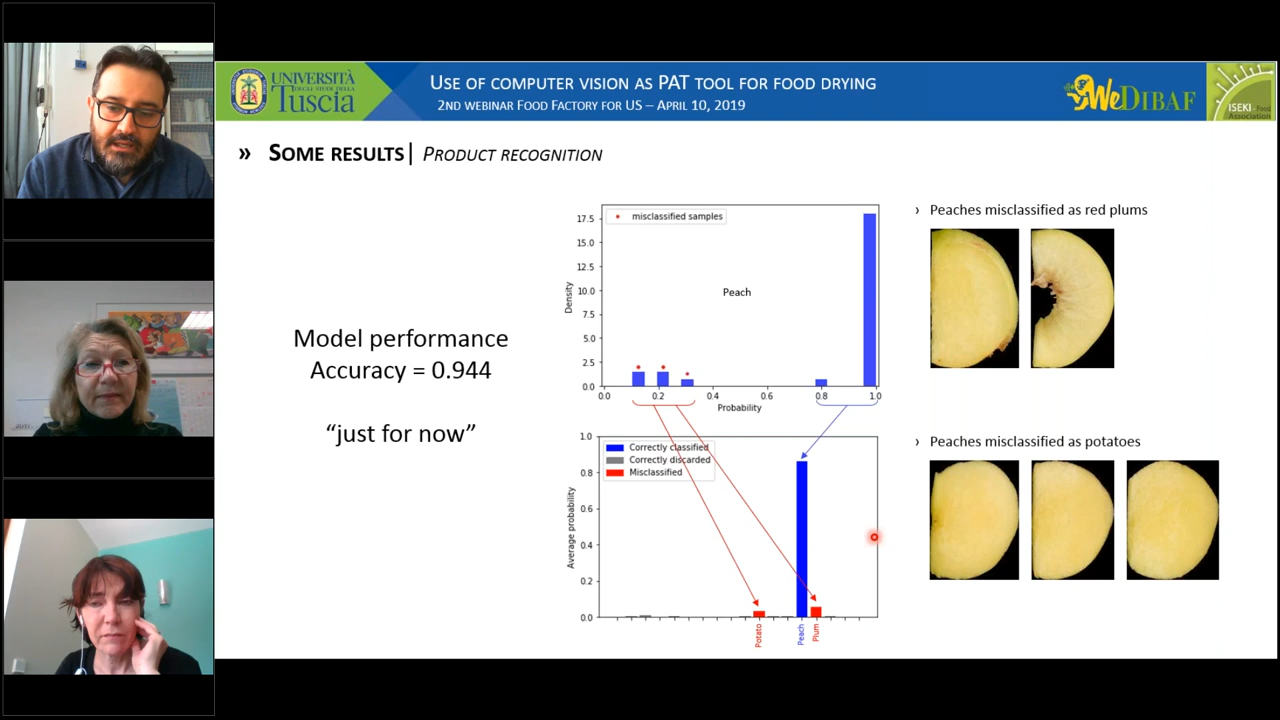 UNIVERSITÀ
DEGLI STUDI DELLA
Tuscia
USE OF COMPUTER VISION AS PAT TOOL FOR FOOD DRYING
2ND WEBINAR FOOD FACTORY FOR US – APRIL 10, 2019
WeDIBAF
ISEKI-Food
Association
» SOME RESULTS| PRODUCT RECOGNITION
Model performance
Accuracy = 0.944
“just for now”
misclassified samples
Peach
Density
17.5
15.0
12.5
10.0
7.5
5.0
2.5
0.0
0.0 0.2 0.4 0.6 0.8 1.0
Probability
Correctly classified
Correctly discarded
Misclassified
Average probability
1.0
0.8
0.6
0.4
0.2
0.0
Potato
Peach
Plum
› Peaches misclassified as red plums
› Peaches misclassified as potatoes